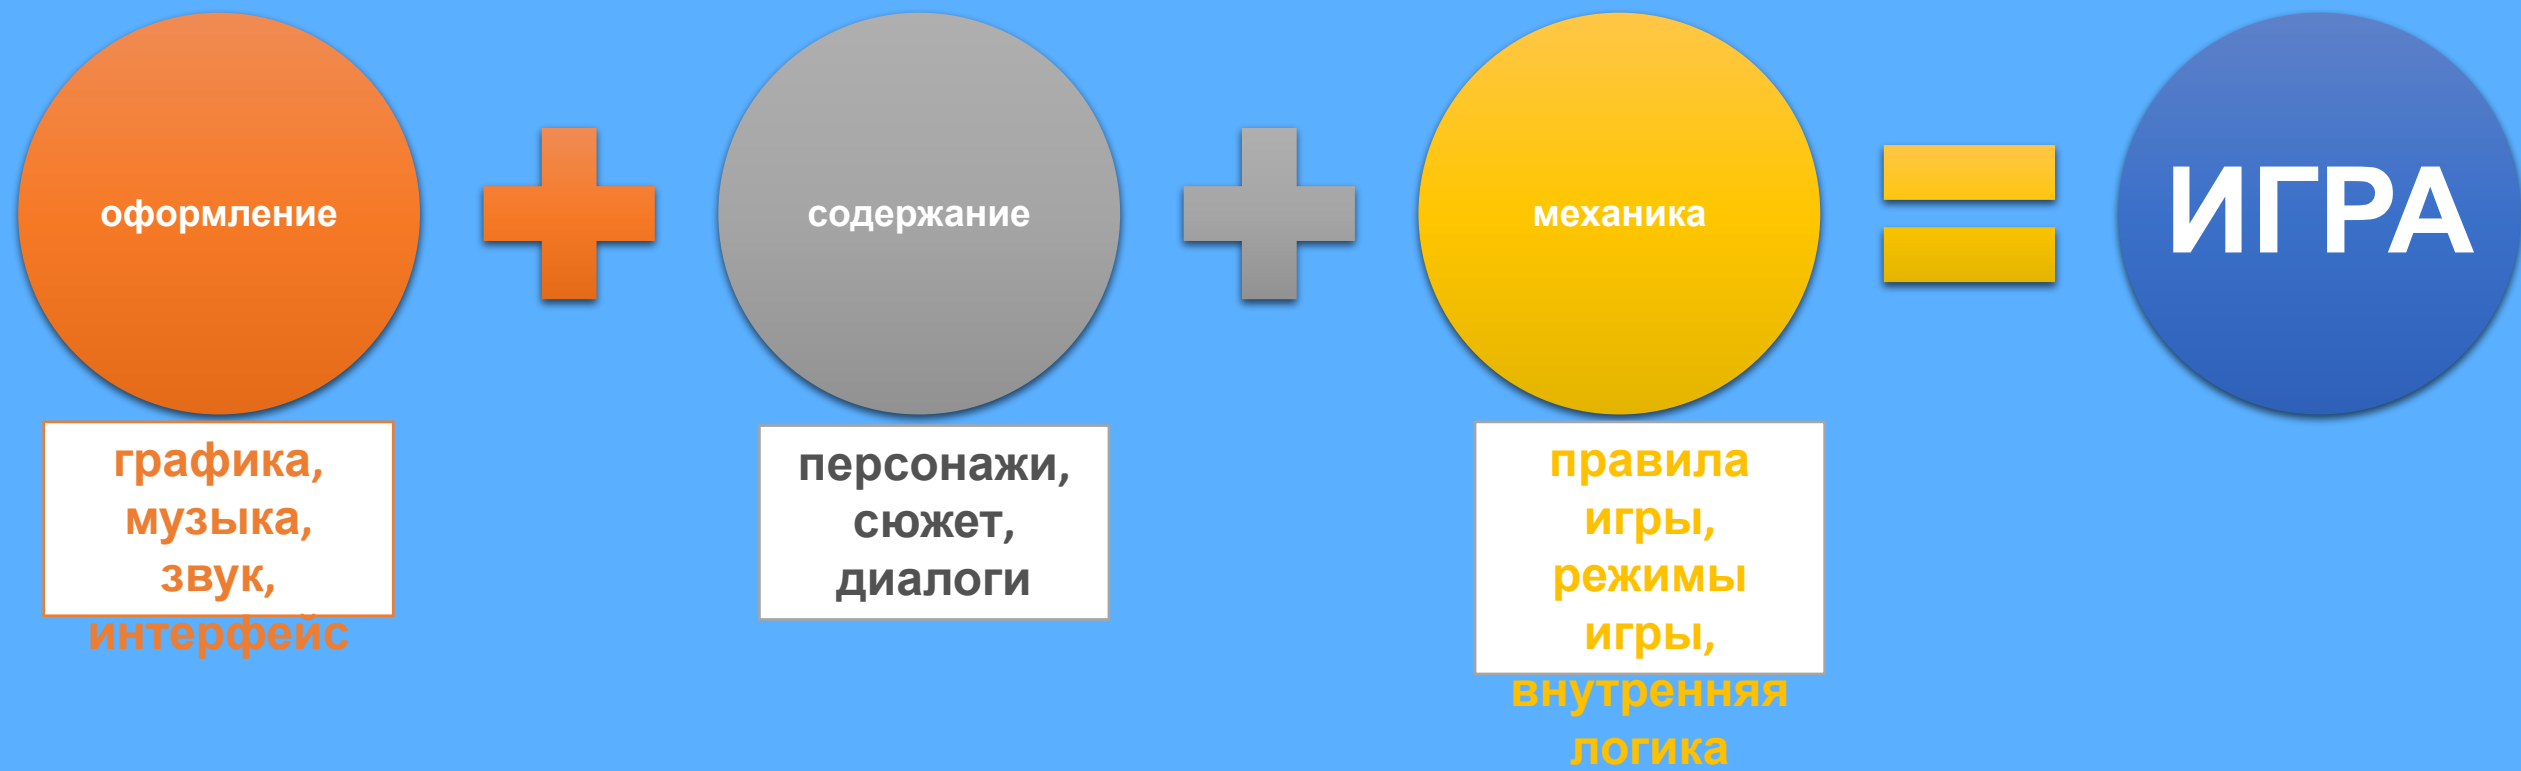 оформление
содержание
механика
ИГРА
графика,
музыка,
звук,
интерфейс
персонажи,
сюжет,
диалоги
правила
игры,
режимы
игры,
внутренняя
логика